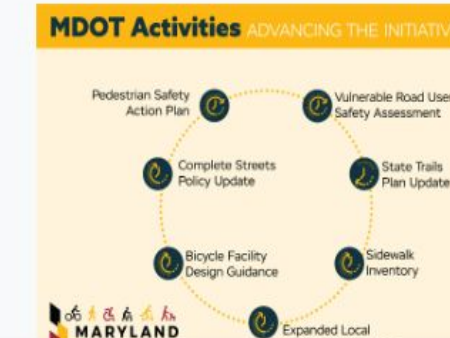 MDOT Activities ADVANCING THE INITIATIV
Pedestrian Safety
Action Plan
Vulnerable Road User
Safety Assessment
Complete Streets
Policy Update
State Trails
Plan Update
Bicycle Facility
Design Guidance
Sidewalk
Inventory
Expanded Local
MARYLAND